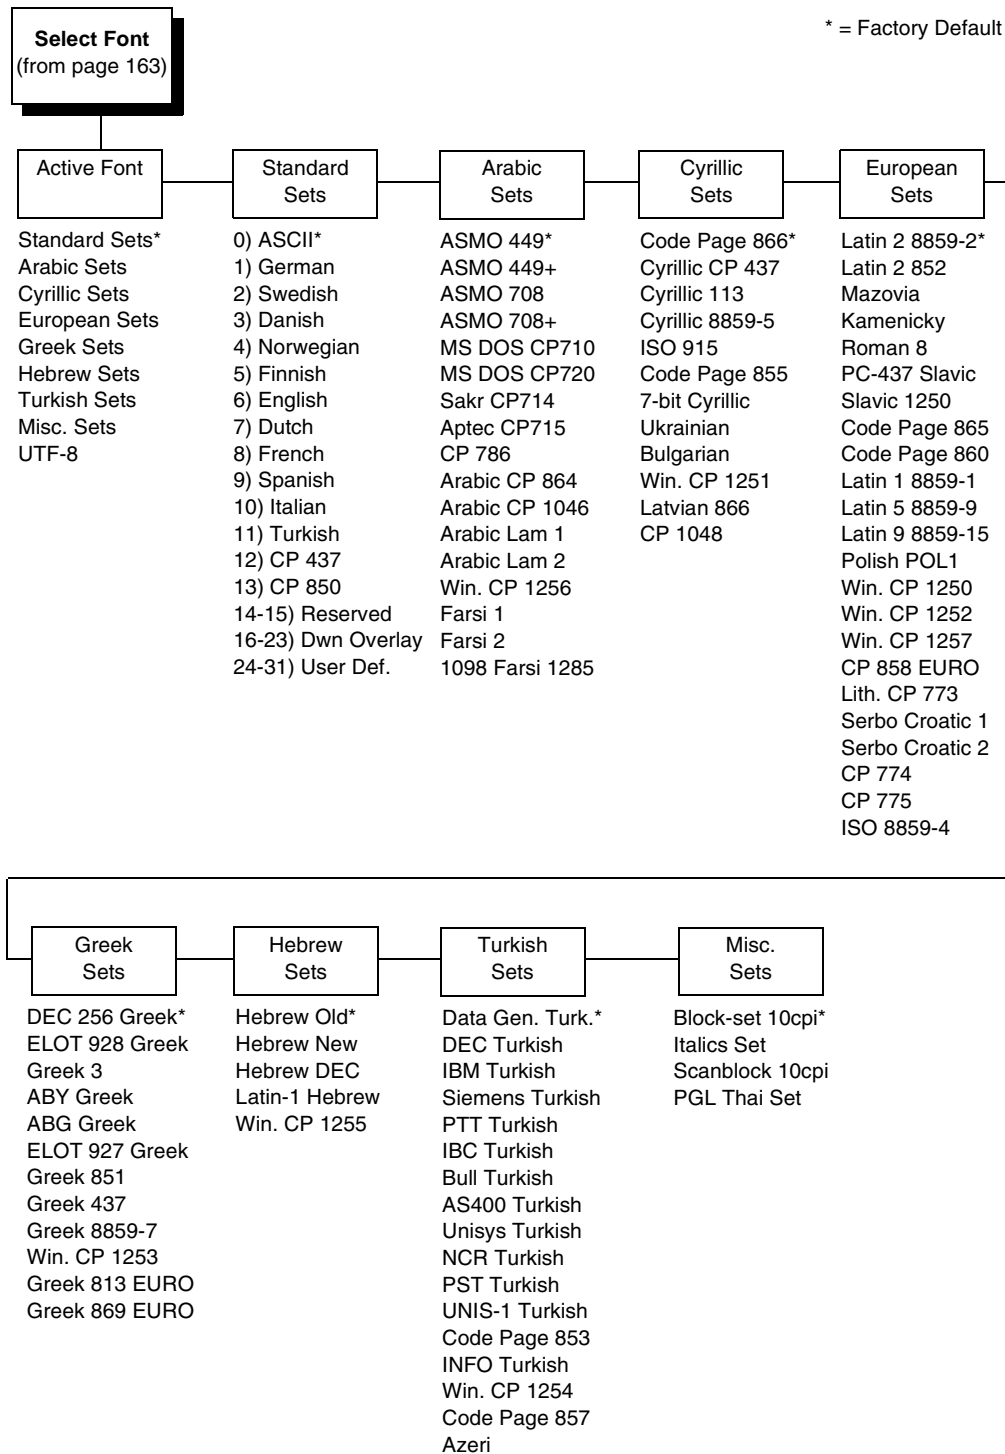 Select Font
(from page 163)
* = Factory Default
Active Font
Standard Sets*
Arabic Sets
Cyrillic Sets
European Sets
Greek Sets
Hebrew Sets
Turkish Sets
Misc. Sets
UTF-8
Standard
Sets
0) ASCII*
1) German
2) Swedish
3) Danish
4) Norwegian
5) Finnish
6) English
7) Dutch
8) French
9) Spanish
10) Italian
11) Turkish
12) CP 437
13) CP 850
14-15) Reserved
16-23) Dwn Overlay
24-31) User Def.
Arabic
Sets
ASMO 449*
ASMO 449+
ASMO 708
ASMO 708+
MS DOS CP710
MS DOS CP720
Sakr CP714
Aptec CP715
CP 786
Arabic CP 864
Arabic CP 1046
Arabic Lam 1
Arabic Lam 2
Win. CP 1256
Farsi 1
Farsi 2
1098 Farsi 1285
Cyrillic
Sets
Code Page 866*
Cyrillic CP 437
Cyrillic 113
Cyrillic 8859-5
ISO 915
Code Page 855
7-bit Cyrillic
Ukrainian
Bulgarian
Win. CP 1251
Latvian 866
CP 1048
European
Sets
Latin 2 8859-2*
Latin 2 852
Mazovia
Kamenicky
Roman 8
PC-437 Slavic
Slavic 1250
Code Page 865
Code Page 860
Latin 1 8859-1
Latin 5 8859-9
Latin 9 8859-15
Polish POL1
Win. CP 1250
Win. CP 1252
Win. CP 1257
CP 858 EURO
Lith. CP 773
Serbo Croatic 1
Serbo Croatic 2
CP 774
CP 775
ISO 8859-4
Greek
Sets
DEC 256 Greek*
ELOT 928 Greek
Greek 3
ABY Greek
ABG Greek
ELOT 927 Greek
Greek 851
Greek 437
Greek 8859-7
Win. CP 1253
Greek 813 EURO
Greek 869 EURO
Hebrew
Sets
Hebrew Old*
Hebrew New
Hebrew DEC
Latin-1 Hebrew
Win. CP 1255
Turkish
Sets
Data Gen. Turk.*
DEC Turkish
IBM Turkish
Siemens Turkish
PTT Turkish
IBC Turkish
Bull Turkish
AS400 Turkish
Unisys Turkish
NCR Turkish
PST Turkish
UNIS-1 Turkish
Code Page 853
INFO Turkish
Win. CP 1254
Code Page 857
Azeri
Misc.
Sets
Block-set 10cpi*
Italics Set
Scanblock 10cpi
PGL Thai Set